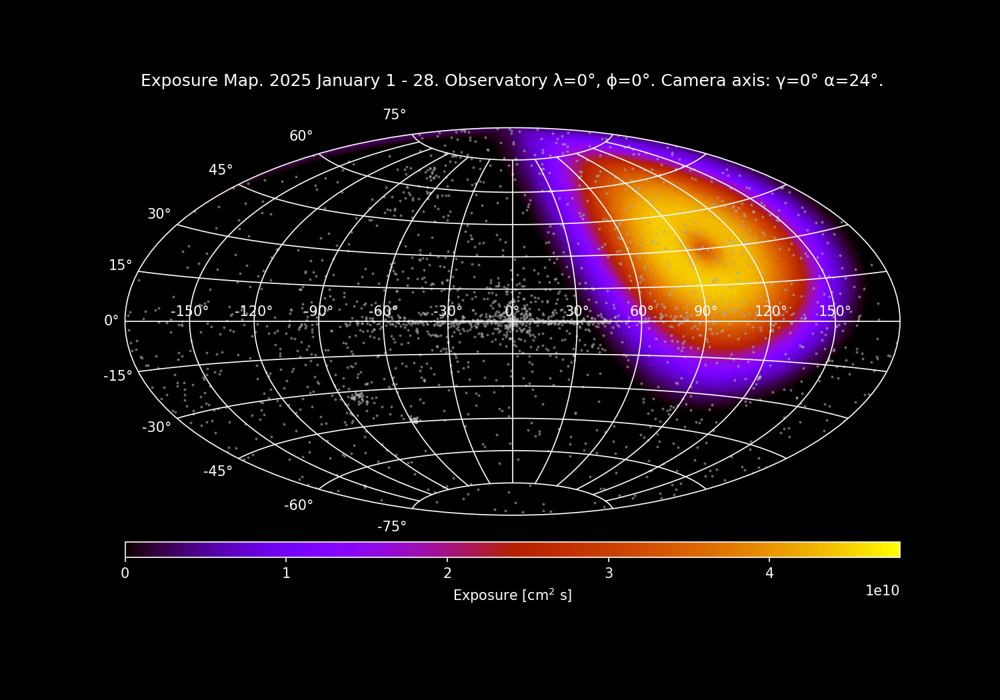 Exposure Map. 2025 January 1 - 28. Observatory λ=0°, ϕ=0°. Camera axis: γ=0° α=24°.
75°
60°
45°
30°
15°
-150° -120° -90° -60° -30° 0° 30° 60° 90° 120° 150°
0°
-15°
-30°
-45°
-60°
-75°
0 1 2 3 4
1e10
Exposure [cm² s]